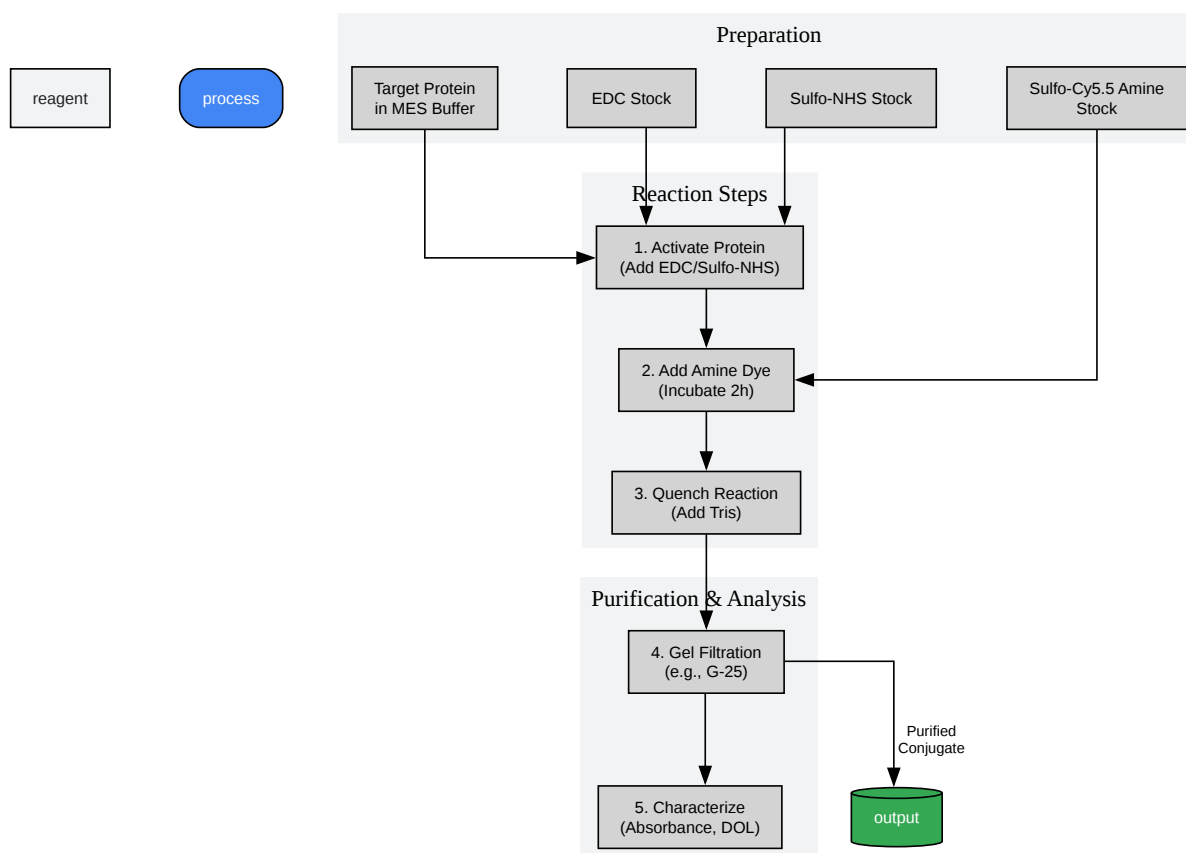 Preparation
reagent
process
Target Protein
in MES Buffer
EDC Stock
Sulfo-NHS Stock
Sulfo-Cy5.5 Amine
Stock
Reaction Steps
1. Activate Protein
(Add EDC/Sulfo-NHS)
2. Add Amine Dye
(Incubate 2h)
3. Quench Reaction
(Add Tris)
Purification & Analysis
4. Gel Filtration
(e.g., G-25)
Purified
Conjugate
5. Characterize
(Absorbance, DOL)
output